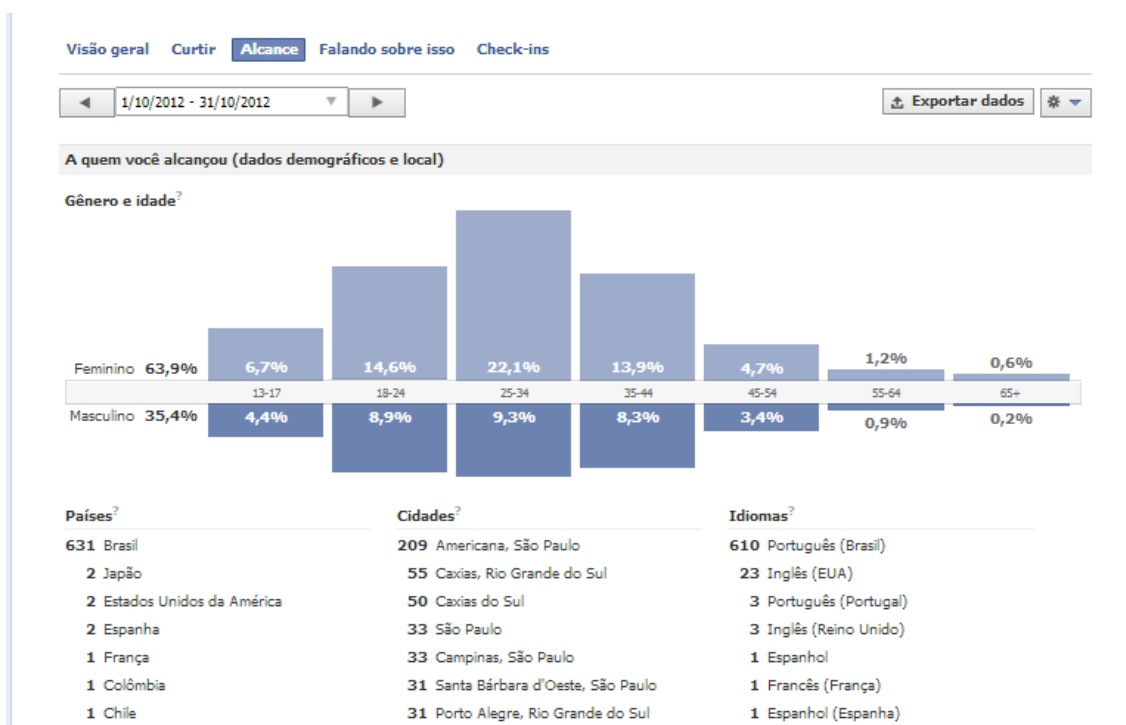 Visão geral Curtir Alcance Falando sobre isso Check-ins
1/10/2012 - 31/10/2012
Exportar dados
A quem você alcançou (dados demográficos e local)
Gênero e idade?
Feminino 63,9% 6,7% 14,6% 22,1% 13,9% 4,7% 1,2% 0,6%
13-17 18-24 25-34 35-44 45-54 55-64 65+
Masculino 35,4% 4,4% 8,9% 9,3% 8,3% 3,4% 0,9% 0,2%
Países? Cidades? Idiomas?
631 Brasil 209 Americana, São Paulo 610 Português (Brasil)
2 Japão 55 Caxias, Rio Grande do Sul 23 Inglês (EUA)
2 Estados Unidos da América 50 Caxias do Sul 3 Português (Portugal)
2 Espanha 33 São Paulo 3 Inglês (Reino Unido)
1 França 33 Campinas, São Paulo 1 Espanhol
1 Colômbia 31 Santa Bárbara d'Oeste, São Paulo 1 Francês (França)
1 Chile 31 Porto Alegre, Rio Grande do Sul 1 Espanhol (Espanha)